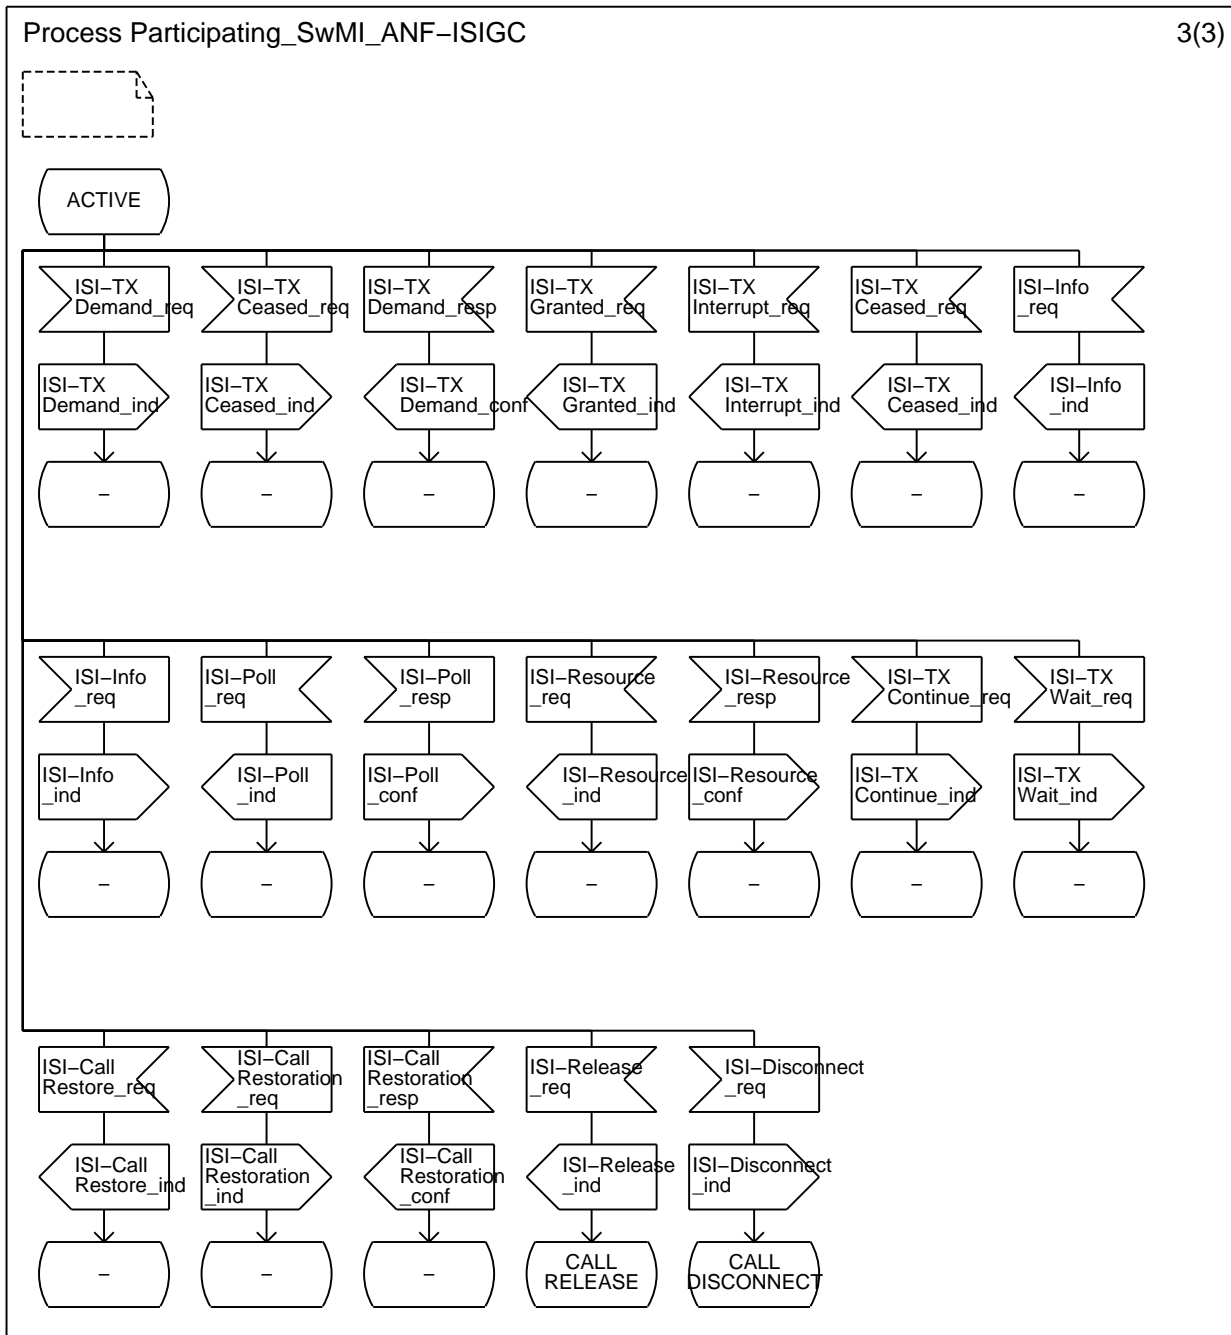 Process Participating_SwMI_ANF–ISIGC
3(3)
ACTIVE
ISI–TX
Demand_req
ISI–TX
Ceased_req
ISI–TX
Demand_resp
ISI–TX
Granted_req
ISI–TX
Interrupt_req
ISI–TX
Ceased_req
ISI–Info
_req
ISI–TX
Demand_ind
ISI–TX
Ceased_ind
ISI–TX
Demand_conf
ISI–TX
Granted_ind
ISI–TX
Interrupt_ind
ISI–TX
Ceased_ind
ISI–Info
_ind
–
–
–
–
–
–
–
ISI–Info
_req
ISI–Poll
_req
ISI–Poll
_resp
ISI–Resource
_req
ISI–Resource
_resp
ISI–TX
Continue_req
ISI–TX
Wait_req
ISI–Info
_ind
ISI–Poll
_ind
ISI–Poll
_conf
ISI–Resource
_ind
ISI–Resource
_conf
ISI–TX
Continue_ind
ISI–TX
Wait_ind
–
–
–
–
–
–
–
ISI–Call
Restore_req
ISI–Call
Restoration
_req
ISI–Call
Restoration
_resp
ISI–Release
_req
ISI–Disconnect
_req
ISI–Call
Restore_ind
ISI–Call
Restoration
_ind
ISI–Call
Restoration
_conf
ISI–Release
_ind
ISI–Disconnect
_ind
–
–
–
CALL
RELEASE
CALL
DISCONNECT